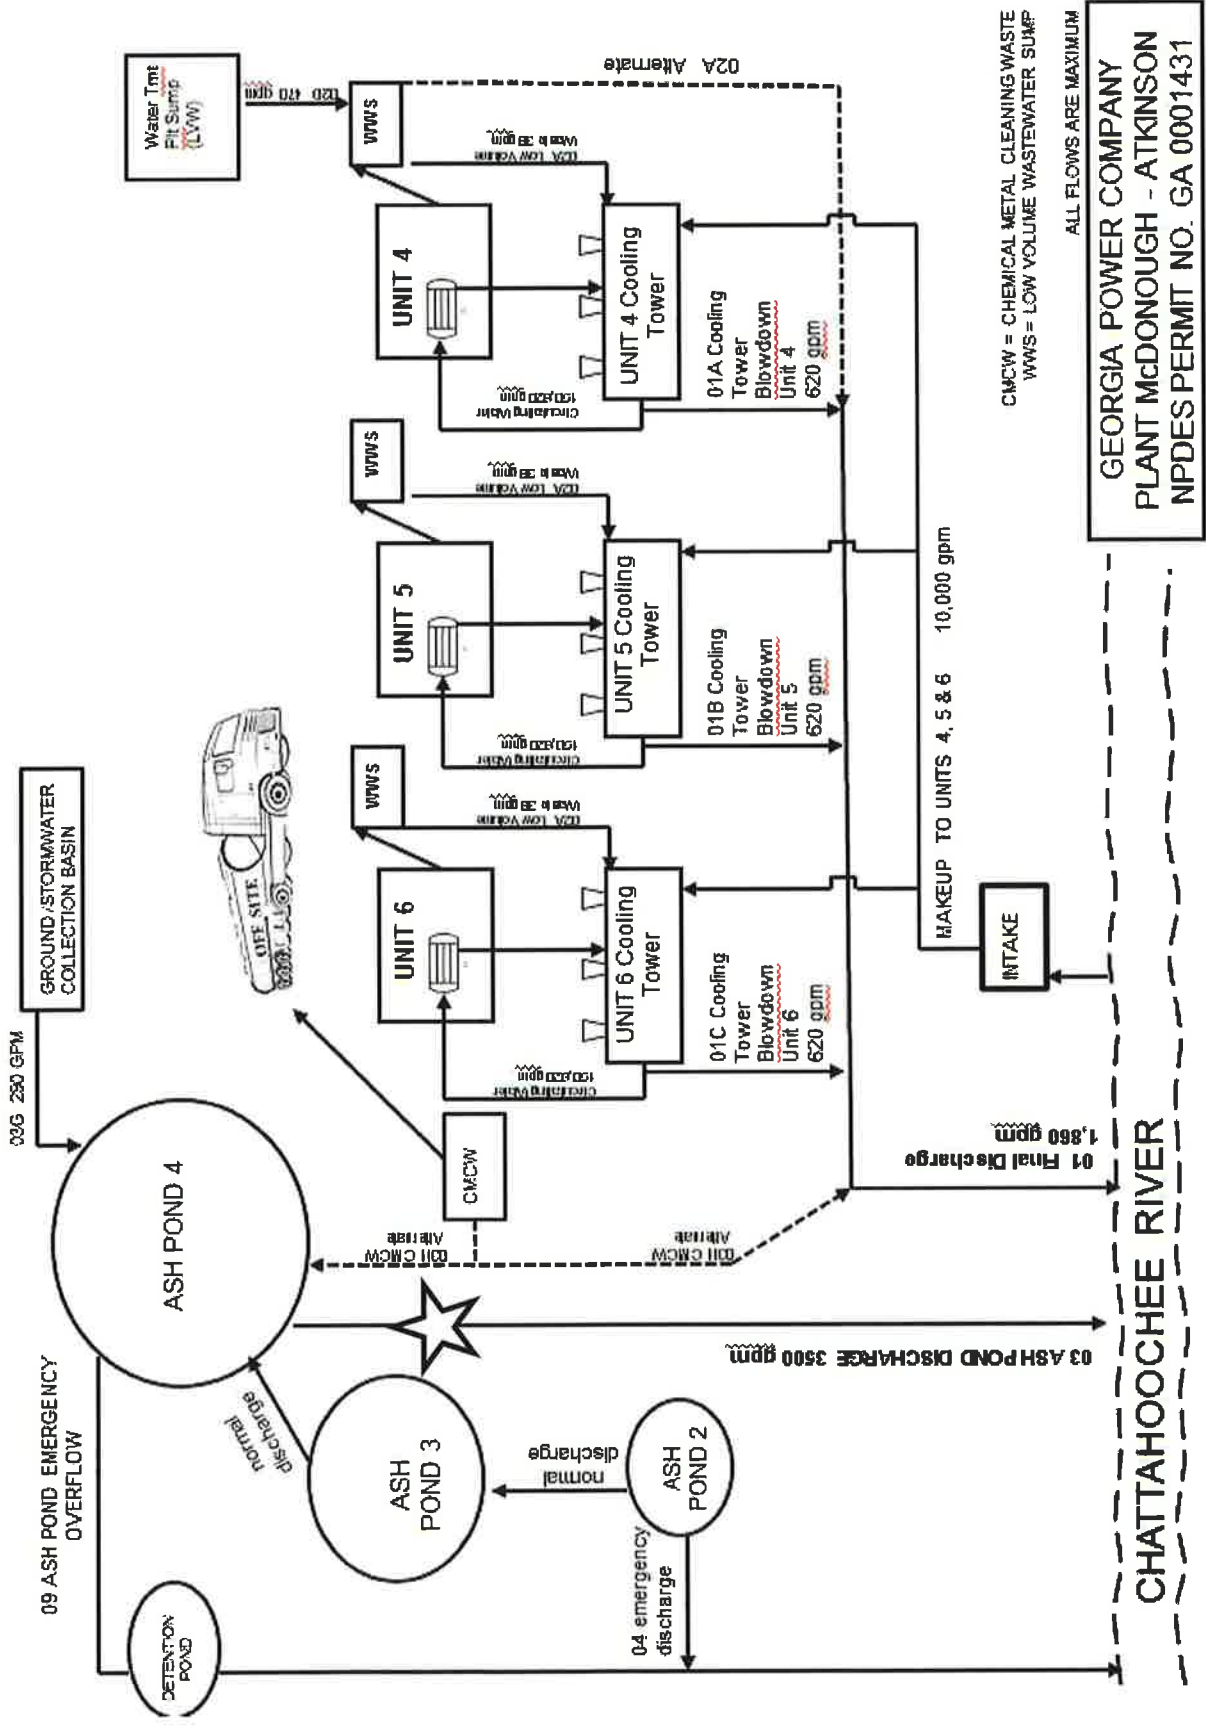 03G 290 GPM
GROUND/STORMWATER
COLLECTION BASIN
Water Tmt
Plt Sump
(LVW)
02D 470 gpm
09 ASH POND EMERGENCY
OVERFLOW
ASH POND 4
OFF SITE
DETENTION
POND
normal
discharge
ASH
POND 3
03H CMCW
Alternate
CMCW
03H CMCW
Alternate
WWS
WWS
WWS
UNIT 6
UNIT 5
UNIT 4
Circulating Water
gpm
Circulating Water
gpm
Circulating Water
gpm
02A Low Volume
Waste 38 gpm
02A Low Volume
Waste 38 gpm
02A Low Volume
Waste 38 gpm
02A Alternate
normal
discharge
ASH
POND 2
04 emergency
discharge
UNIT 6 Cooling
Tower
UNIT 5 Cooling
Tower
UNIT 4 Cooling
Tower
01C Cooling
Tower
Blowdown
Unit 6
620 gpm
01B Cooling
Tower
Blowdown
Unit 5
620 gpm
01A Cooling
Tower
Blowdown
Unit 4
620 gpm
03 ASH POND DISCHARGE 3500 gpm
01 Final Discharge
1,860 gpm
MAKEUP TO UNITS 4, 5 & 6 10,000 gpm
INTAKE
CHATTAHOOCHEE RIVER
CMCW = CHEMICAL METAL CLEANING WASTE
WWS = LOW VOLUME WASTEWATER SUMP
ALL FLOWS ARE MAXIMUM
GEORGIA POWER COMPANY
PLANT McDONOUGH - ATKINSON
NPDES PERMIT NO. GA 0001431